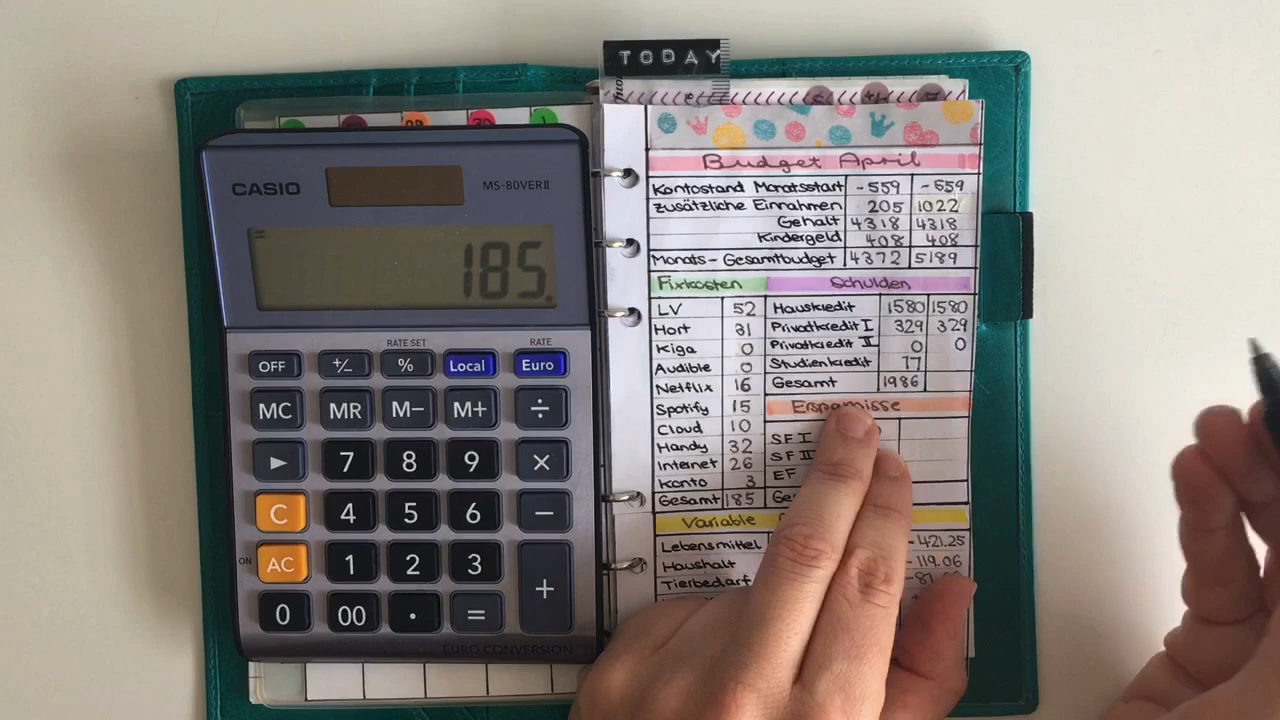 TODAY
CASIO
MS-80VERII
185.
RATE SET
RATE
OFF
+/−
%
Local
Euro
MC
MR
M−
M+
÷
7
8
9
×
C
4
5
6
−
ON
AC
1
2
3
+
0
00
.
=
EURO CONVERSION
Budget April
Kontostand Monatsstart -559 -559
zusätzliche Einnahmen 205 1022
Gehalt 4318 4318
Kindergeld 408 408
Monats-Gesamtbudget 4372 5189
Fixkosten
LV 52
Hort 31
Kiga 0
Audible 0
Netflix 16
Spotify 15
Cloud 10
Handy 32
Internet 26
Konto 3
Gesamt 185
Schulden
Hauskredit 1580 1580
Privatkredit I 329 329
Privatkredit II 0 0
Studienkredit 77
Gesamt 1986
Ersparnisse
SF I
SF II
EF
Variable
Lebensmittel -421.25
Haushalt -119.06
Tierbedarf